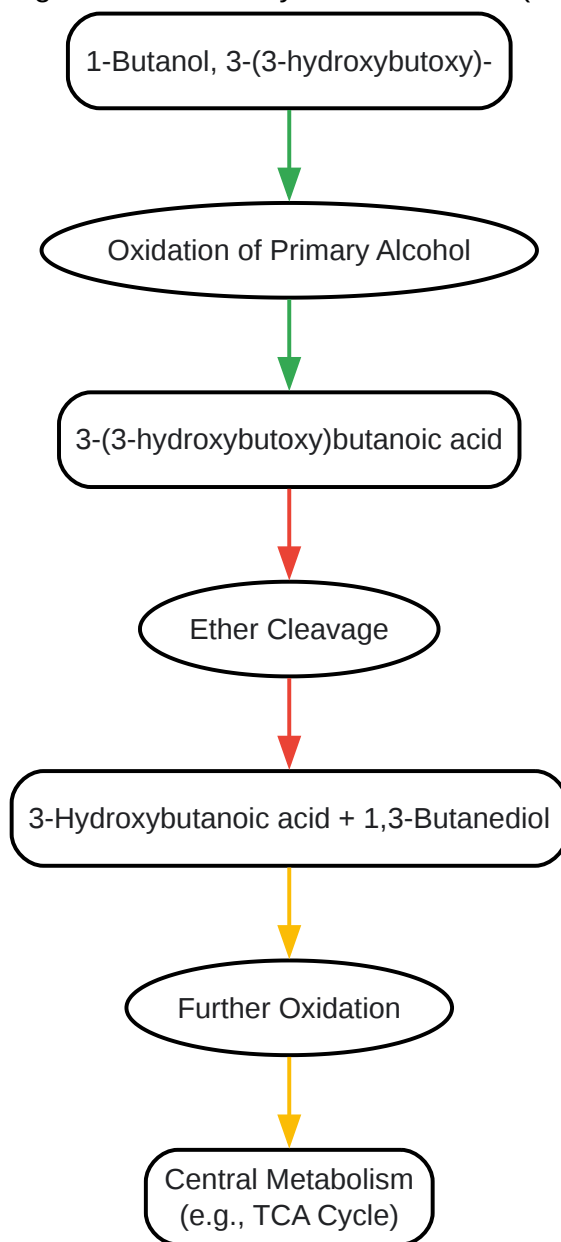 1-Butanol, 3-(3-hydroxybutoxy)-
Oxidation of Primary Alcohol
3-(3-hydroxybutoxy)butanoic acid
Ether Cleavage
3-Hydroxybutanoic acid + 1,3-Butanediol
Further Oxidation
Central Metabolism
(e.g., TCA Cycle)